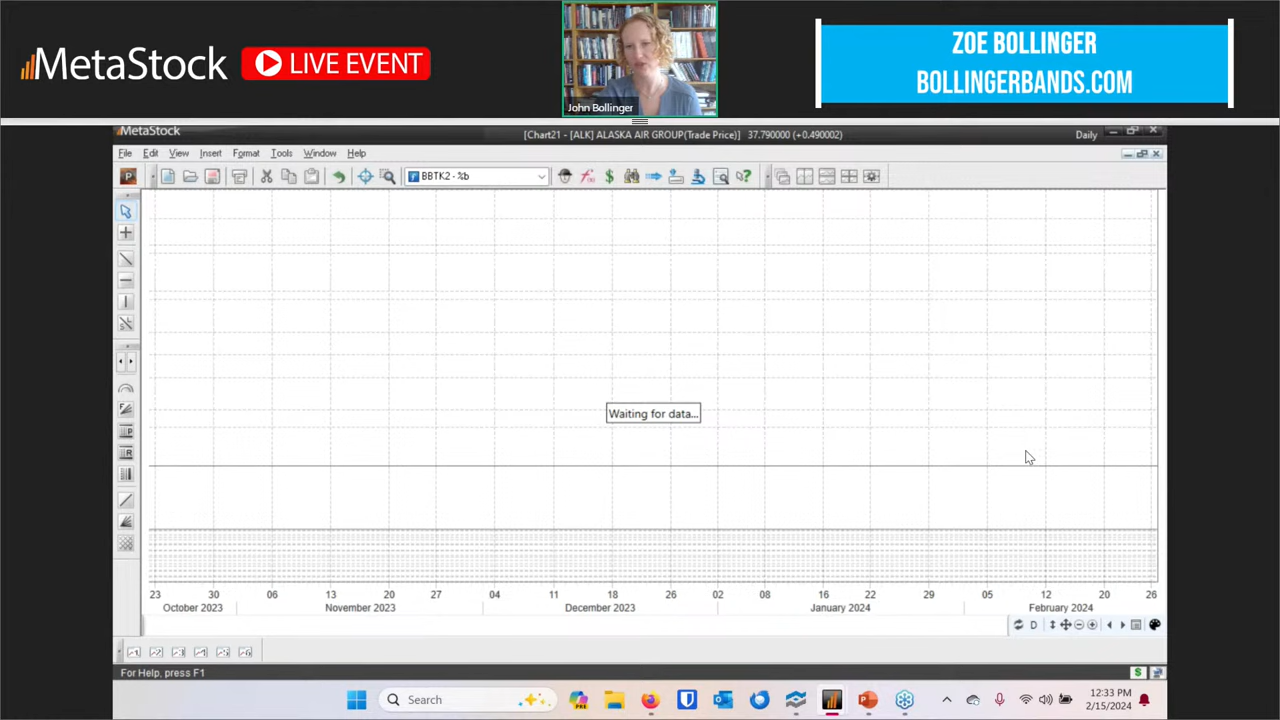 MetaStock LIVE EVENT
John Bollinger
ZOE BOLLINGER
BOLLINGERBANDS.COM
MetaStock
[Chart21 - [ALK] ALASKA AIR GROUP(Trade Price)] 37.790000 (+0.490002)
Daily
File Edit View Insert Format Tools Window Help
BBTK2 - %b
Waiting for data...
23 30 06 13 20 27 04 11 18 26 02 08 16 22 29 05 12 20 26
October 2023 November 2023 December 2023 January 2024 February 2024
D
For Help, press F1
Search
12:33 PM
2/15/2024